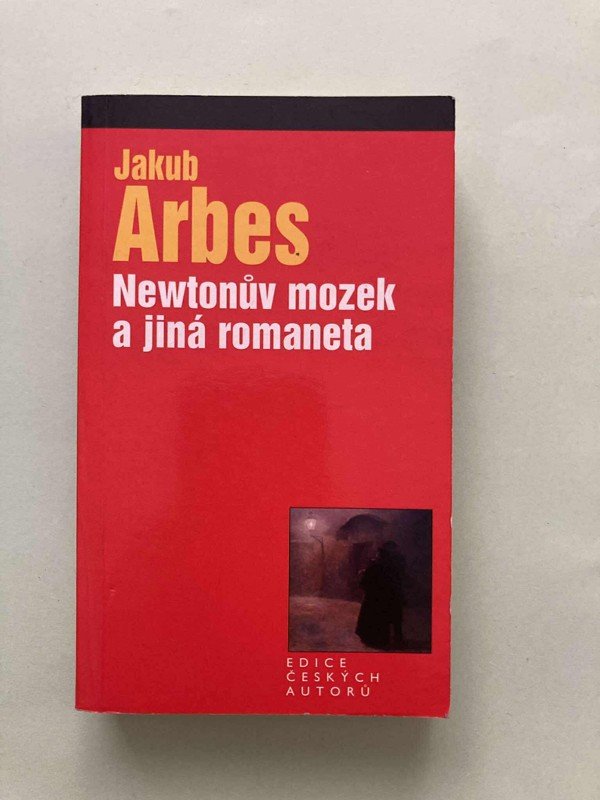 Jakub
Arbes
Newtonův mozek
a jiná romaneta
EDICE
ČESKÝCH
AUTORŮ